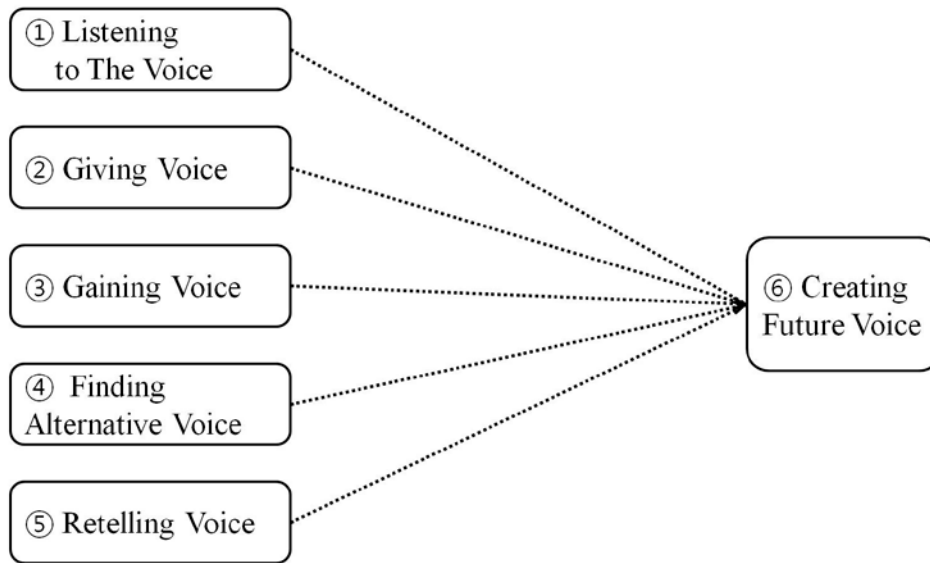 ① Listening
to The Voice
② Giving Voice
③ Gaining Voice
④ Finding
Alternative Voice
⑤ Retelling Voice
⑥ Creating
Future Voice